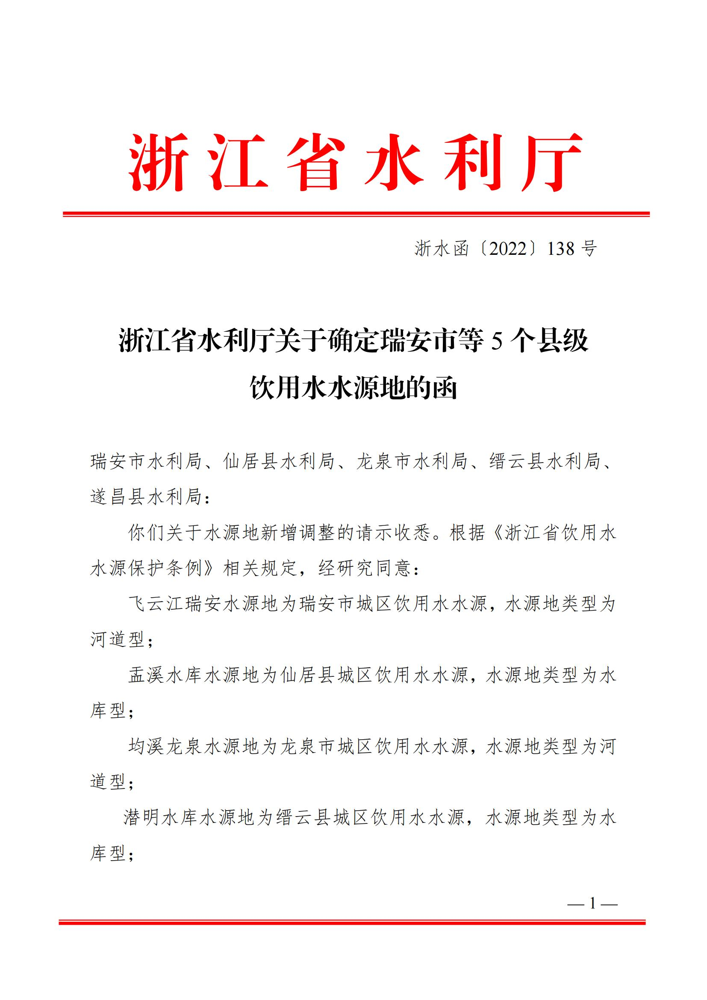 浙江省水利厅
浙水函〔2022〕138 号
浙江省水利厅关于确定瑞安市等 5 个县级
饮用水水源地的函
瑞安市水利局、仙居县水利局、龙泉市水利局、缙云县水利局、
遂昌县水利局：
你们关于水源地新增调整的请示收悉。根据《浙江省饮用水
水源保护条例》相关规定，经研究同意：
飞云江瑞安水源地为瑞安市城区饮用水水源，水源地类型为
河道型；
盂溪水库水源地为仙居县城区饮用水水源，水源地类型为水
库型；
均溪龙泉水源地为龙泉市城区饮用水水源，水源地类型为河
道型；
潜明水库水源地为缙云县城区饮用水水源，水源地类型为水
库型；
— 1 —